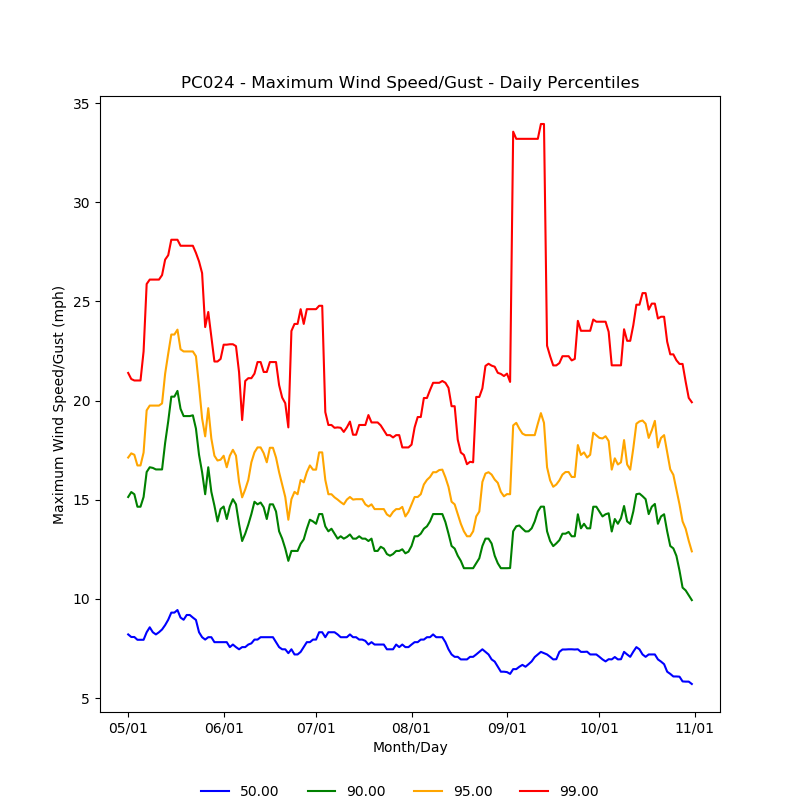 PC024 - Maximum Wind Speed/Gust - Daily Percentiles
35
30
25
20
15
10
5
Maximum Wind Speed/Gust (mph)
05/01 06/01 07/01 08/01 09/01 10/01 11/01
Month/Day
50.00 90.00 95.00 99.00